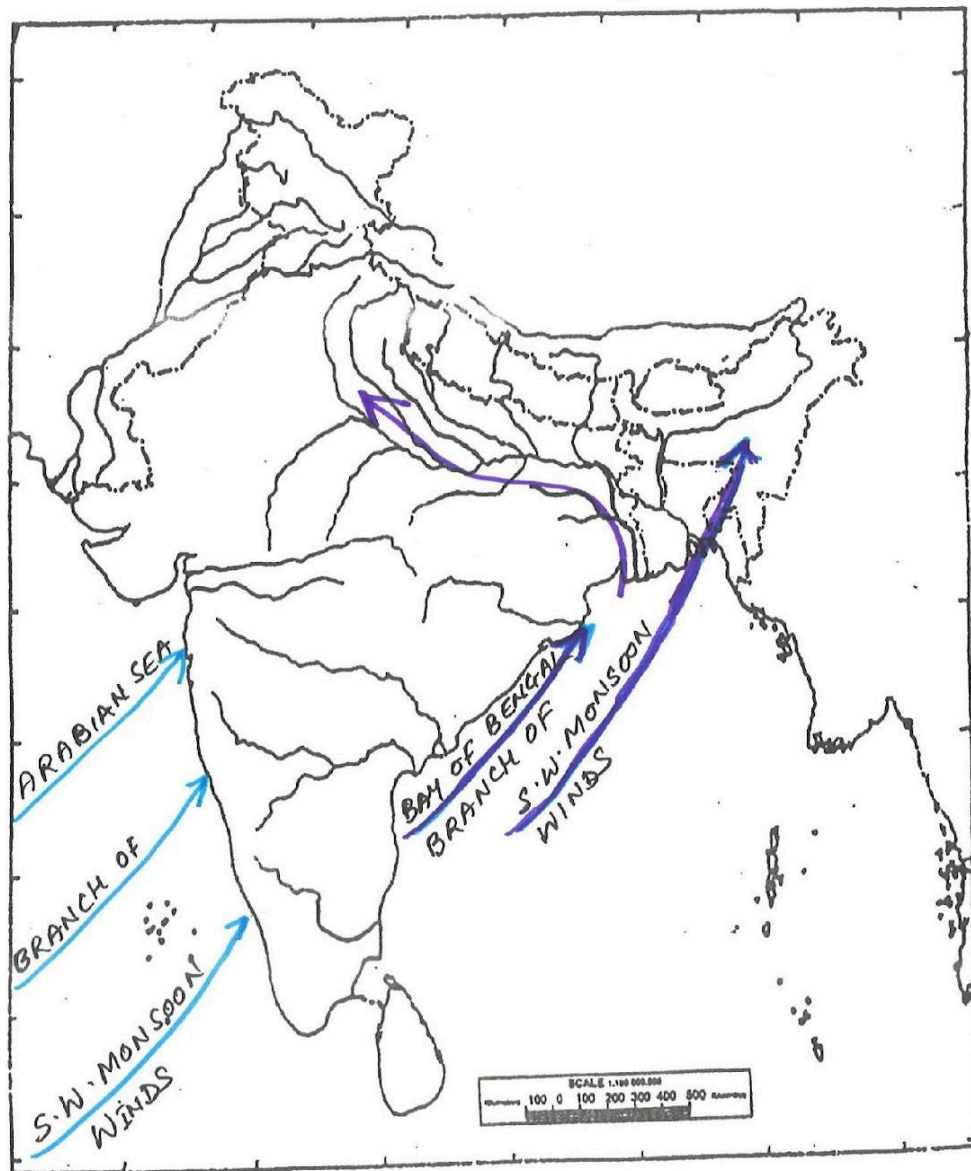 ARABIAN SEA
BRANCH OF
S.W. MONSOON
WINDS
BAY OF BENGAL
BRANCH OF
S.W. MONSOON
WINDS
SCALE
100 0 100 200 300 400 500